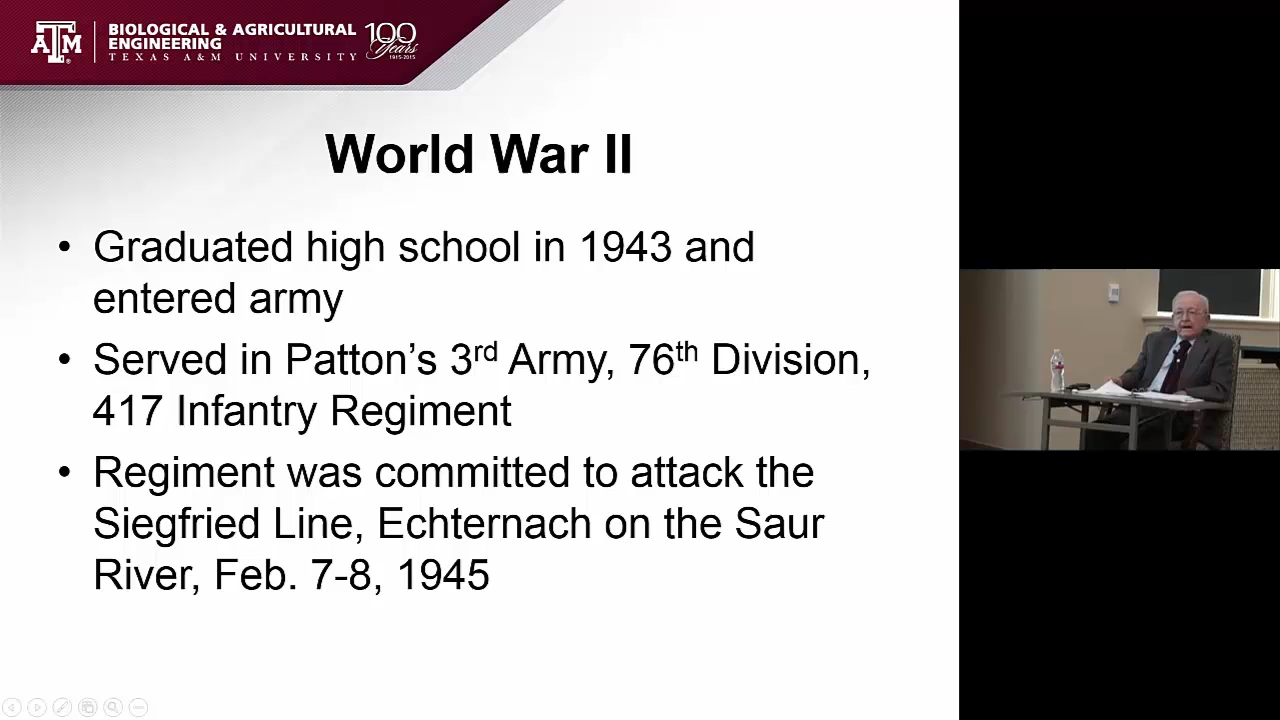 BIOLOGICAL & AGRICULTURAL
ENGINEERING
TEXAS A&M UNIVERSITY
100
Years
1915-2015
A&M
World War II
• Graduated high school in 1943 and
entered army
• Served in Patton’s 3rd Army, 76th Division,
417 Infantry Regiment
• Regiment was committed to attack the
Siegfried Line, Echternach on the Saur
River, Feb. 7-8, 1945